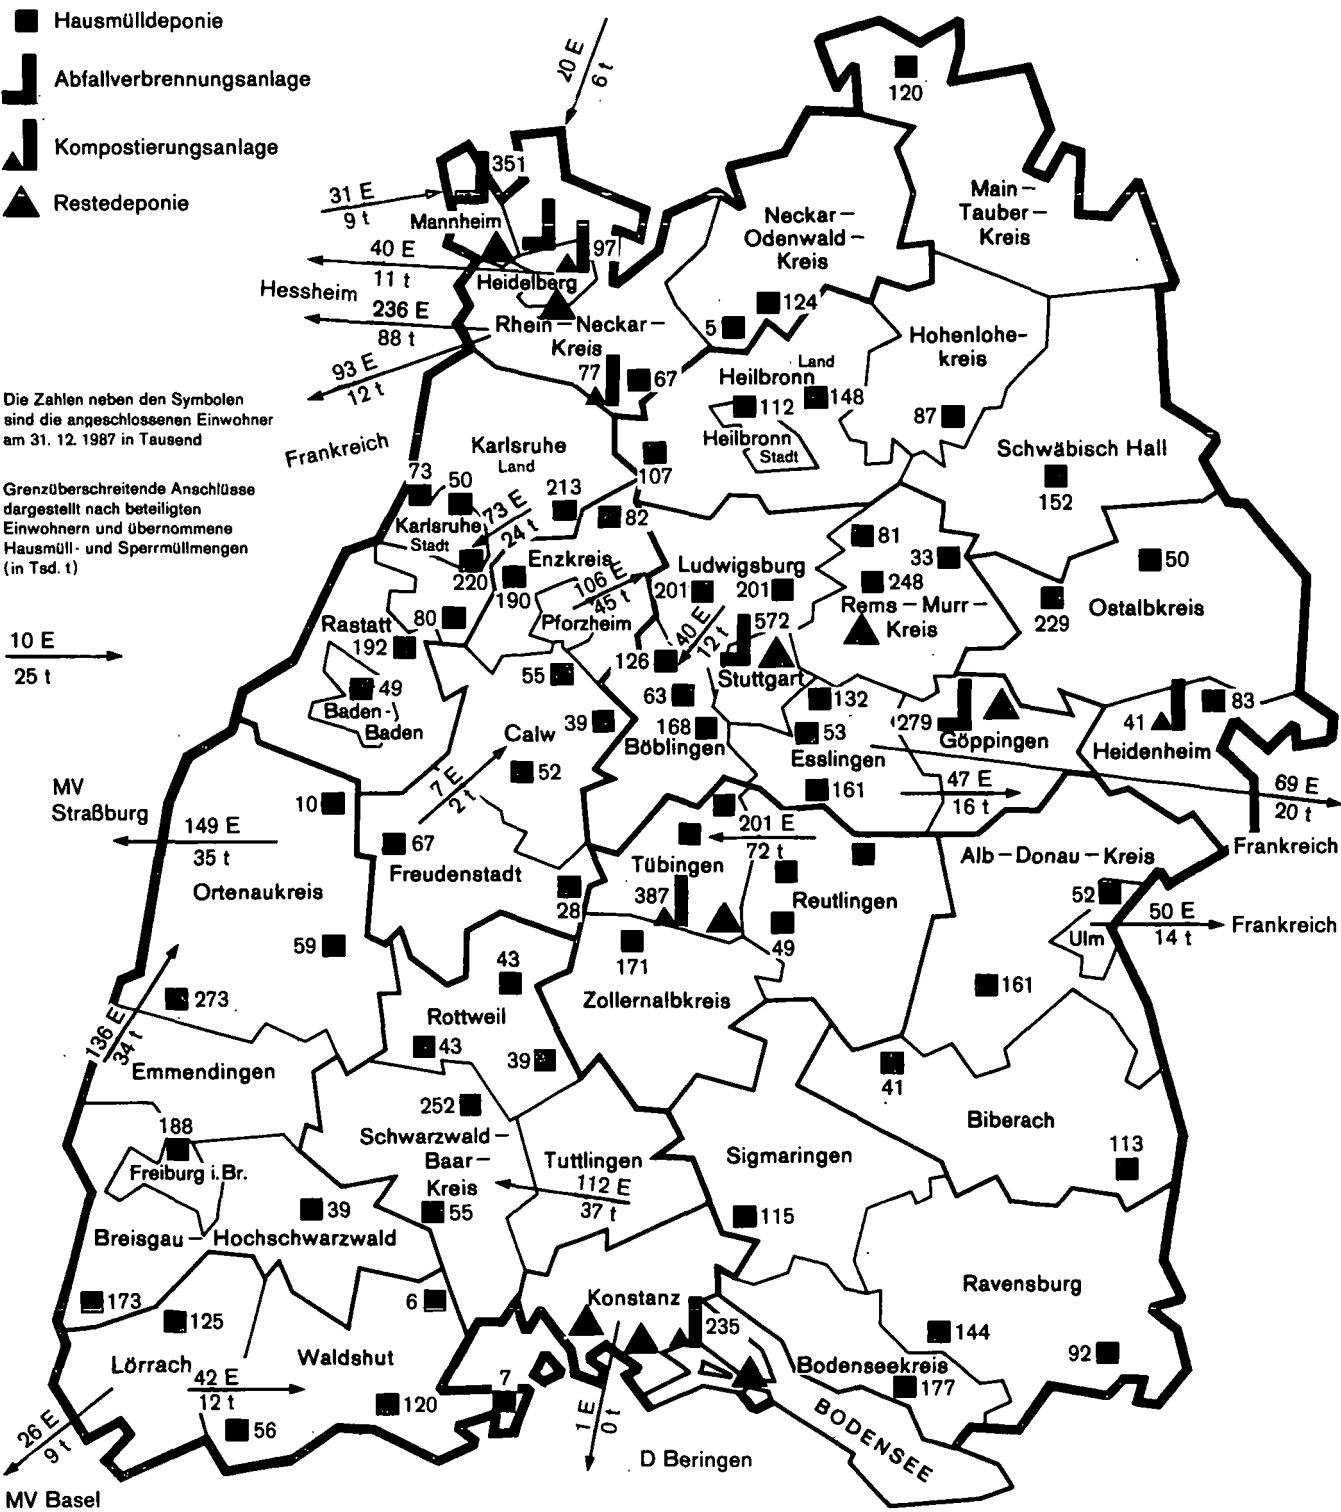 Hausmülldeponie
Abfallverbrennungsanlage
Kompostierungsanlage
Restedeponie
20 E
6 t
120
351
31 E
9 t
Mannheim
Main–
Tauber–
Kreis
Neckar–
Odenwald–
Kreis
97
40 E
11 t
Heidelberg
Hessheim
236 E
88 t
Rhein–Neckar–
Kreis
124
5
Hohenlohe-
kreis
93 E
12 t
77
67
Land
Heilbronn
148
112
87
Die Zahlen neben den Symbolen
sind die angeschlossenen Einwohner
am 31. 12. 1987 in Tausend
Frankreich
Heilbronn
Stadt
Karlsruhe
Land
107
Schwäbisch Hall
152
Grenzüberschreitende Anschlüsse
dargestellt nach beteiligten
Einwohnern und übernommene
Hausmüll- und Sperrmüllmengen
(in Tsd. t)
73
50
213
82
73 E
24 t
Karlsruhe
Stadt
220
Enzkreis
190
81
33
50
Ludwigsburg
201
201
248
106 E
45 t
Pforzheim
Rems–Murr–
Kreis
229
Ostalbkreis
80
Rastatt
192
40 E
12 t
572
126
Stuttgart
10 E
25 t
49
Baden-
Baden
55
63
132
279
Göppingen
41
83
Heidenheim
39
Calw
168
Böblingen
53
Esslingen
52
161
47 E
16 t
69 E
20 t
Frankreich
MV
Straßburg
7 E
2 t
10
149 E
35 t
67
Freudenstadt
201 E
72 t
Tübingen
Alb–Donau–Kreis
Ortenaukreis
28
387
Reutlingen
49
52
Ulm
50 E
14 t
Frankreich
59
171
Zollernalbkreis
161
43
273
Rottweil
136 E
34 t
43
39
Emmendingen
41
252
Biberach
188
Schwarzwald–
Baar–
Kreis
Freiburg i.Br.
Tuttlingen
Sigmaringen
113
112 E
37 t
39
55
115
Breisgau – Hochschwarzwald
Ravensburg
173
125
6
Konstanz
235
144
92
Lörrach
Waldshut
Bodenseekreis
177
42 E
12 t
7
120
56
1 E
0 t
BODENSEE
26 E
9 t
D Beringen
MV Basel